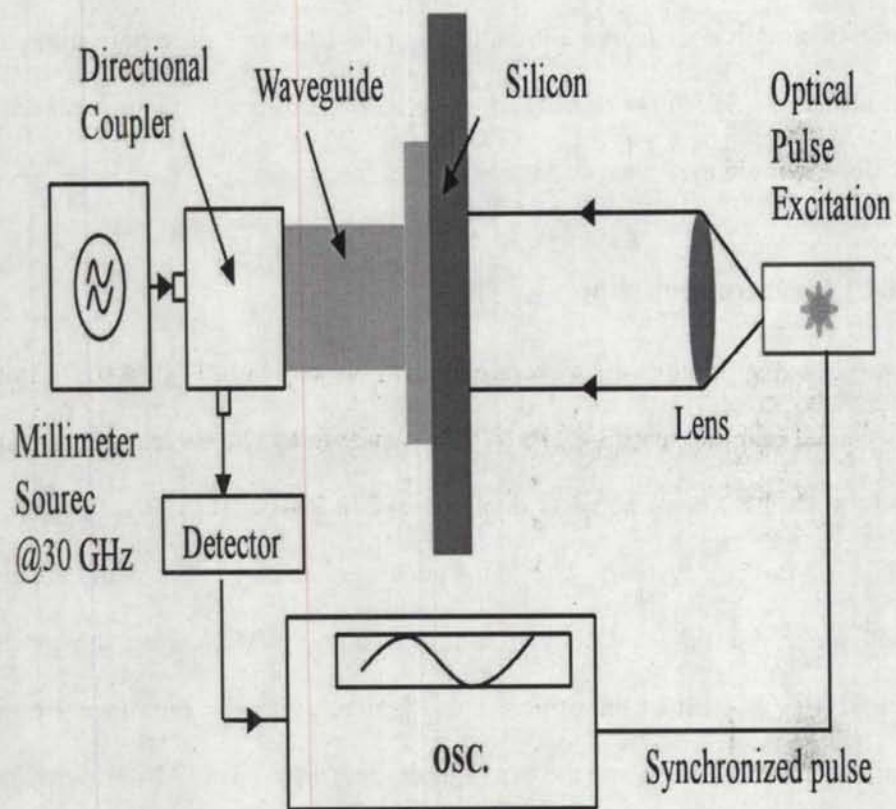 Directional
Coupler
Waveguide
Silicon
Optical
Pulse
Excitation
Millimeter
Sourec
@30 GHz
Detector
Lens
OSC.
Synchronized pulse